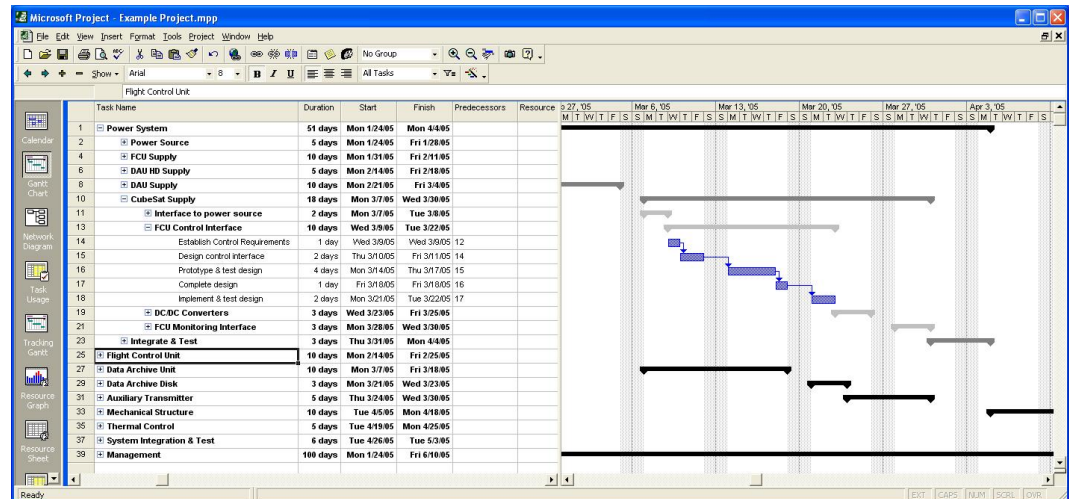 Microsoft Project - Example Project.mpp
File Edit View Insert Format Tools Project Window Help
No Group
Show Arial 8 B I U All Tasks
Flight Control Unit
Task Name Duration Start Finish Predecessors Resource b 27, '05 Mar 6, '05 Mar 13, '05 Mar 20, '05 Mar 27, '05 Apr 3, '05
M T W T F S S M T W T F S S M T W T F S S M T W T F S S M T W T F S S M T W T F S
1 Power System 51 days Mon 1/24/05 Mon 4/4/05
2 Power Source 5 days Mon 1/24/05 Fri 1/28/05
4 FCU Supply 10 days Mon 1/31/05 Fri 2/11/05
6 DAU HD Supply 5 days Mon 2/14/05 Fri 2/18/05
8 DAU Supply 10 days Mon 2/21/05 Fri 3/4/05
10 CubeSat Supply 18 days Mon 3/7/05 Wed 3/30/05
11 Interface to power source 2 days Mon 3/7/05 Tue 3/8/05
13 FCU Control Interface 10 days Wed 3/9/05 Tue 3/22/05
14 Establish Control Requirements 1 day Wed 3/9/05 Wed 3/9/05 12
15 Design control interface 2 days Thu 3/10/05 Fri 3/11/05 14
16 Prototype & test design 4 days Mon 3/14/05 Thu 3/17/05 15
17 Complete design 1 day Fri 3/18/05 Fri 3/18/05 16
18 Implement & test design 2 days Mon 3/21/05 Tue 3/22/05 17
19 DC/DC Converters 3 days Wed 3/23/05 Fri 3/25/05
21 FCU Monitoring Interface 3 days Mon 3/28/05 Wed 3/30/05
23 Integrate & Test 3 days Thu 3/31/05 Mon 4/4/05
25 Flight Control Unit 10 days Mon 2/14/05 Fri 2/25/05
27 Data Archive Unit 10 days Mon 3/7/05 Fri 3/18/05
29 Data Archive Disk 3 days Mon 3/21/05 Wed 3/23/05
31 Auxiliary Transmitter 5 days Thu 3/24/05 Wed 3/30/05
33 Mechanical Structure 10 days Tue 4/5/05 Mon 4/18/05
35 Thermal Control 5 days Tue 4/19/05 Mon 4/25/05
37 System Integration & Test 6 days Tue 4/26/05 Tue 5/3/05
39 Management 100 days Mon 1/24/05 Fri 6/10/05
Calendar
Gantt
Chart
Network
Diagram
Task
Usage
Tracking
Gantt
Resource
Graph
Resource
Sheet
Ready EXT CAPS NUM SCRL OVR